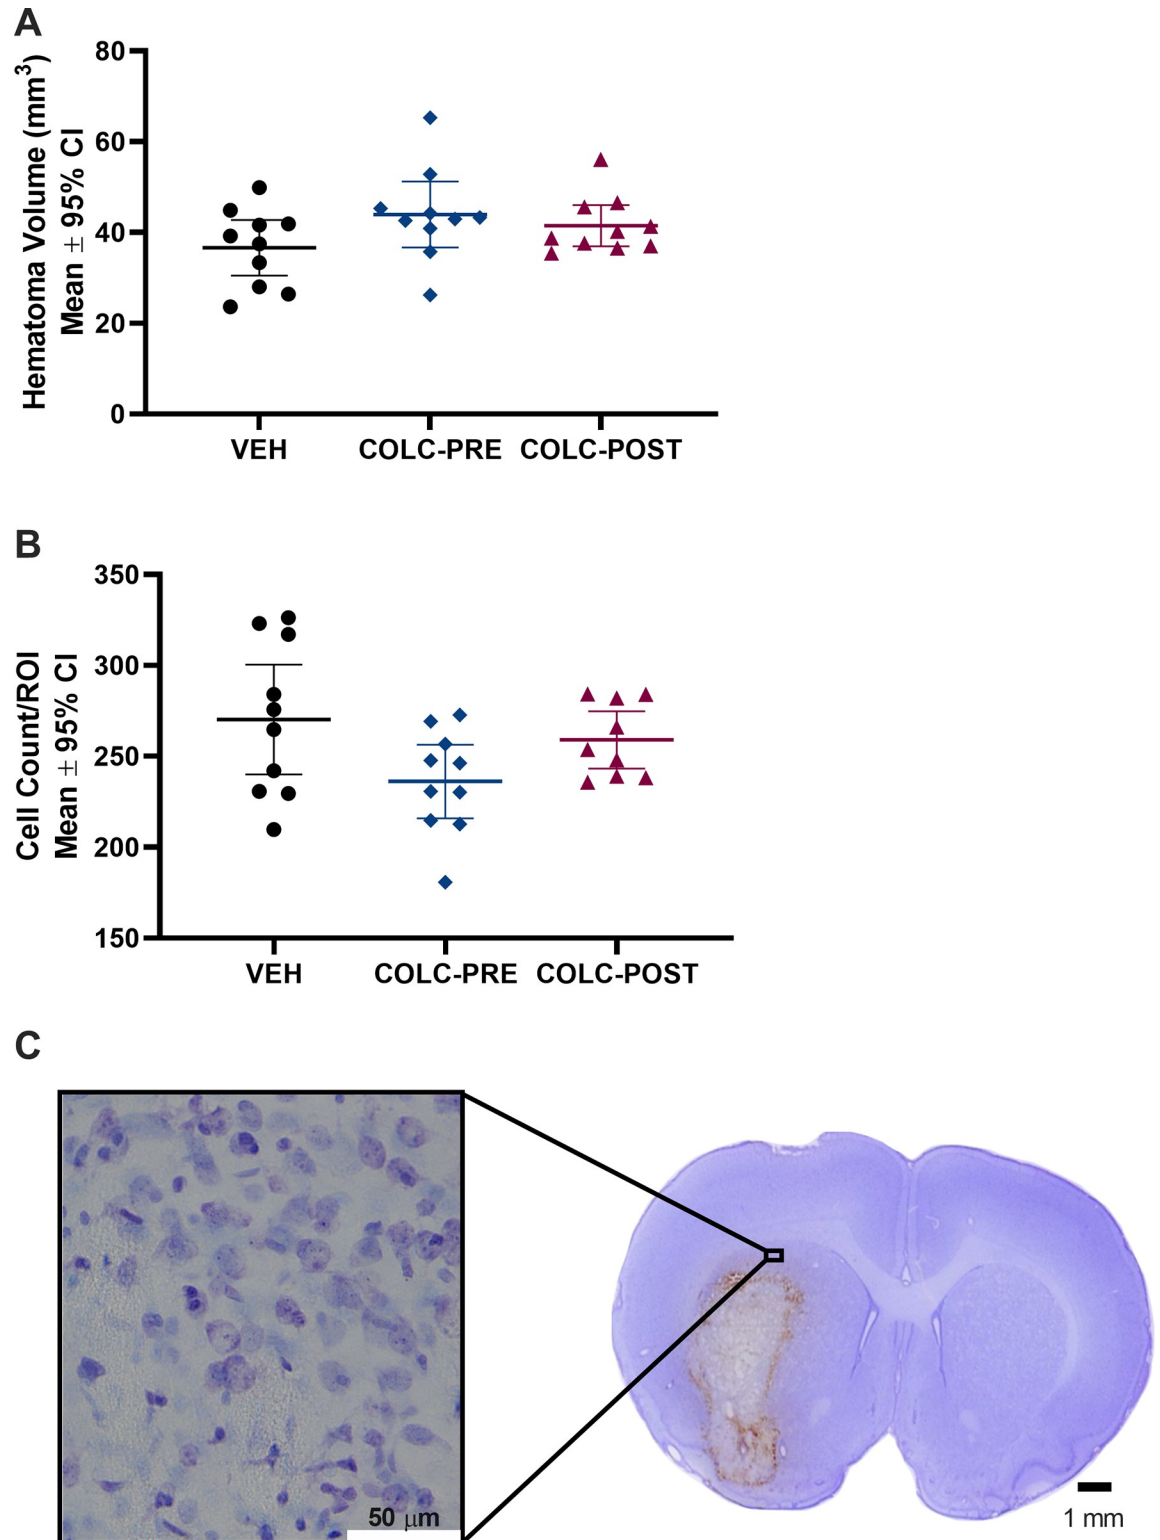 A
Hematoma Volume (mm³)
Mean ± 95% CI
80
60
40
20
0
VEH
COLC-PRE
COLC-POST
B
Cell Count/ROI
Mean ± 95% CI
350
300
250
200
150
VEH
COLC-PRE
COLC-POST
C
50 μm
1 mm